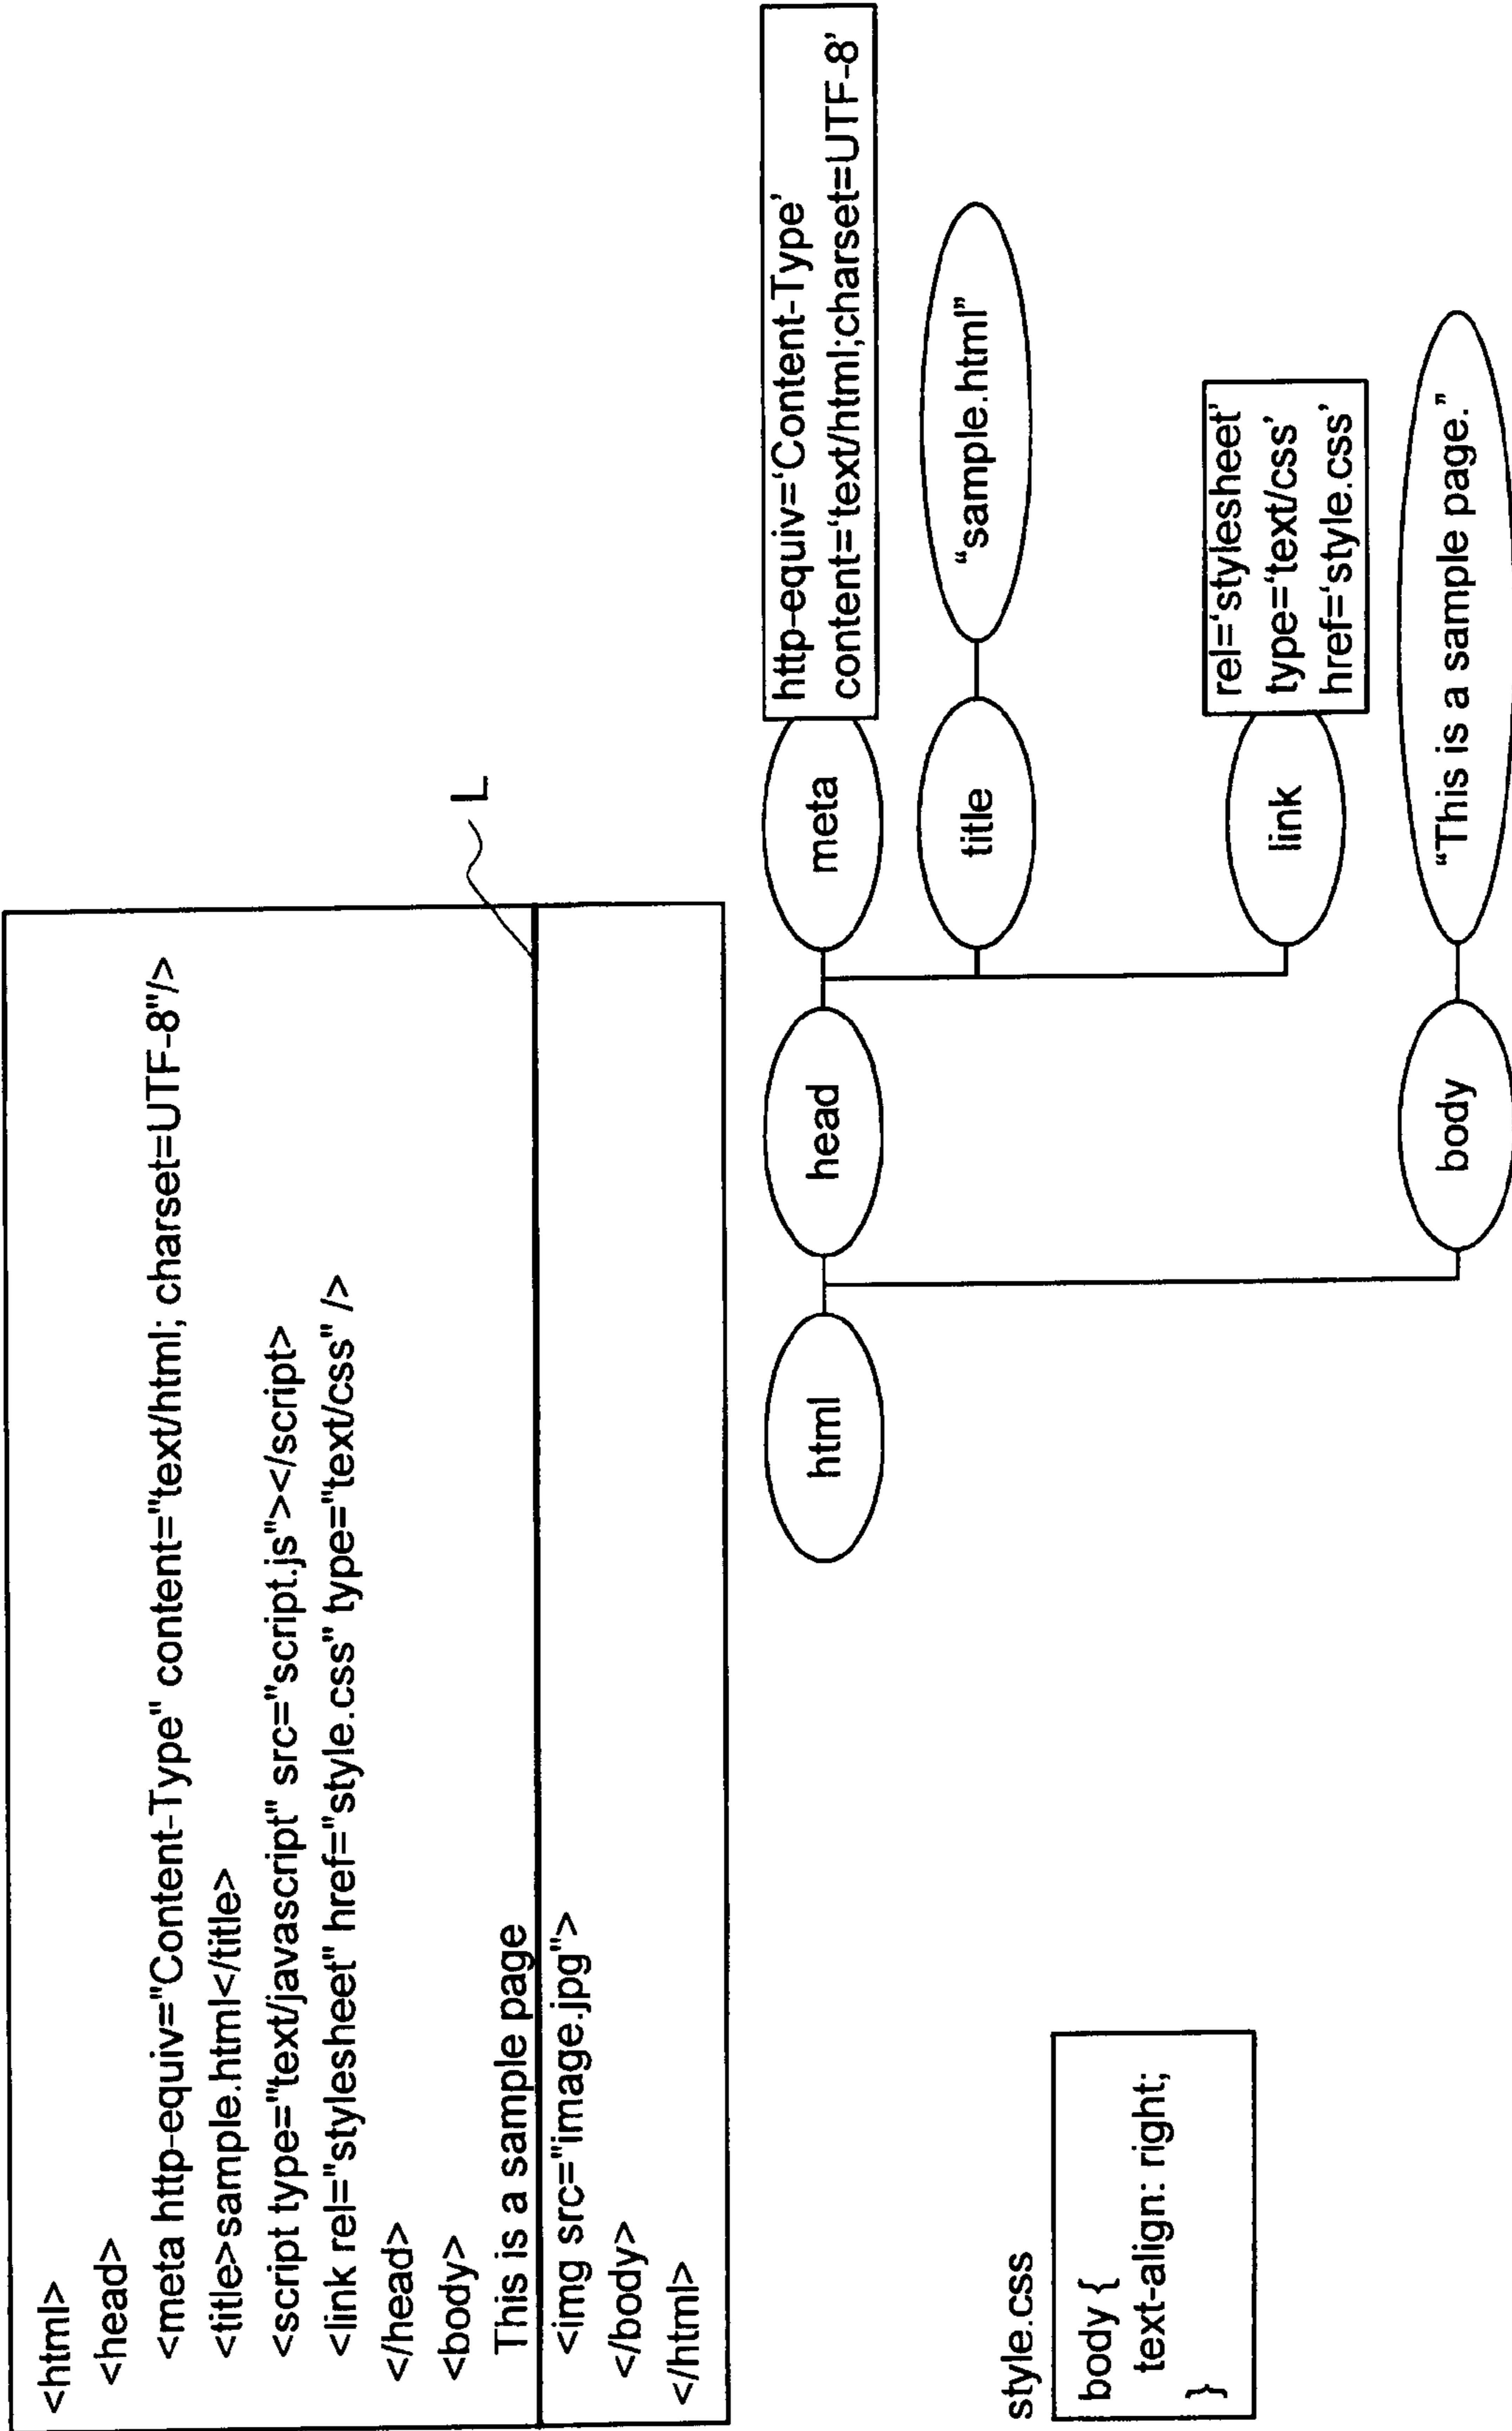 <html>
<head>
<meta http-equiv="Content-Type" content="text/html; charset=UTF-8"/>
<title>sample.html</title>
<script type="text/javascript" src="script.js"></script>
<link rel="stylesheet" href="style.css" type="text/css" />
</head>
<body>
This is a sample page
<img src="image.jpg">
</body>
</html>
L
html
head
meta
http-equiv=‘Content-Type’
content=‘text/html;charset=UTF-8’
title
“sample.html”
link
rel=‘stylesheet’
type=‘text/css’
href=‘style.css’
body
“This is a sample page.”
style.css
body {
text-align: right;
}